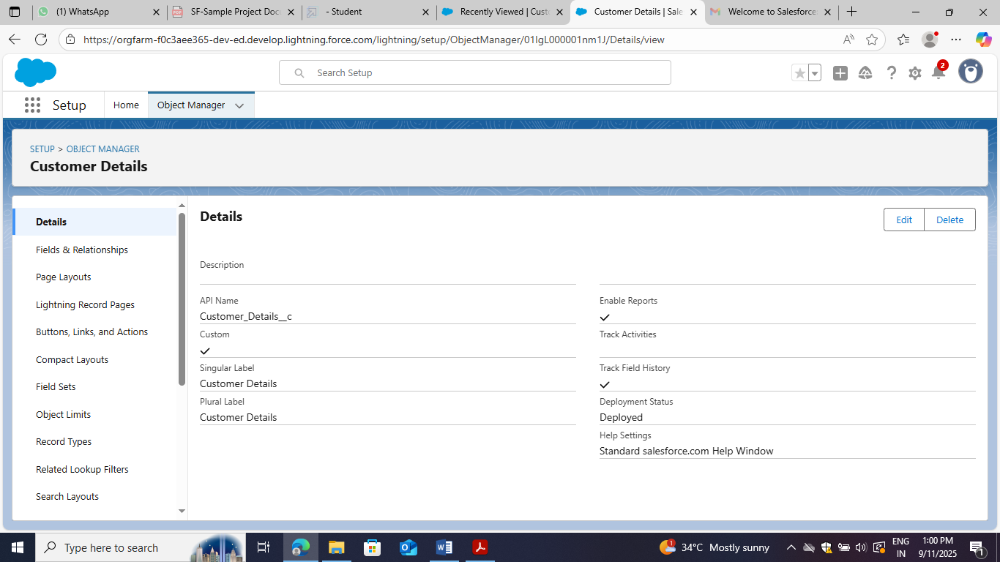 (1) WhatsApp
SF-Sample Project Doc
- Student
Recently Viewed | Cust
Customer Details | Sale
Welcome to Salesforce
https://orgfarm-f0c3aee365-dev-ed.develop.lightning.force.com/lightning/setup/ObjectManager/01IgL000001nm1J/Details/view
Search Setup
2
Setup
Home
Object Manager
SETUP > OBJECT MANAGER
Customer Details
Details
Fields & Relationships
Page Layouts
Lightning Record Pages
Buttons, Links, and Actions
Compact Layouts
Field Sets
Object Limits
Record Types
Related Lookup Filters
Search Layouts
Details
Edit
Delete
Description
API Name
Customer_Details__c
Custom
Singular Label
Customer Details
Plural Label
Customer Details
Enable Reports
Track Activities
Track Field History
Deployment Status
Deployed
Help Settings
Standard salesforce.com Help Window
Type here to search
1
34°C Mostly sunny
ENG
IN
1:00 PM
9/11/2025
1